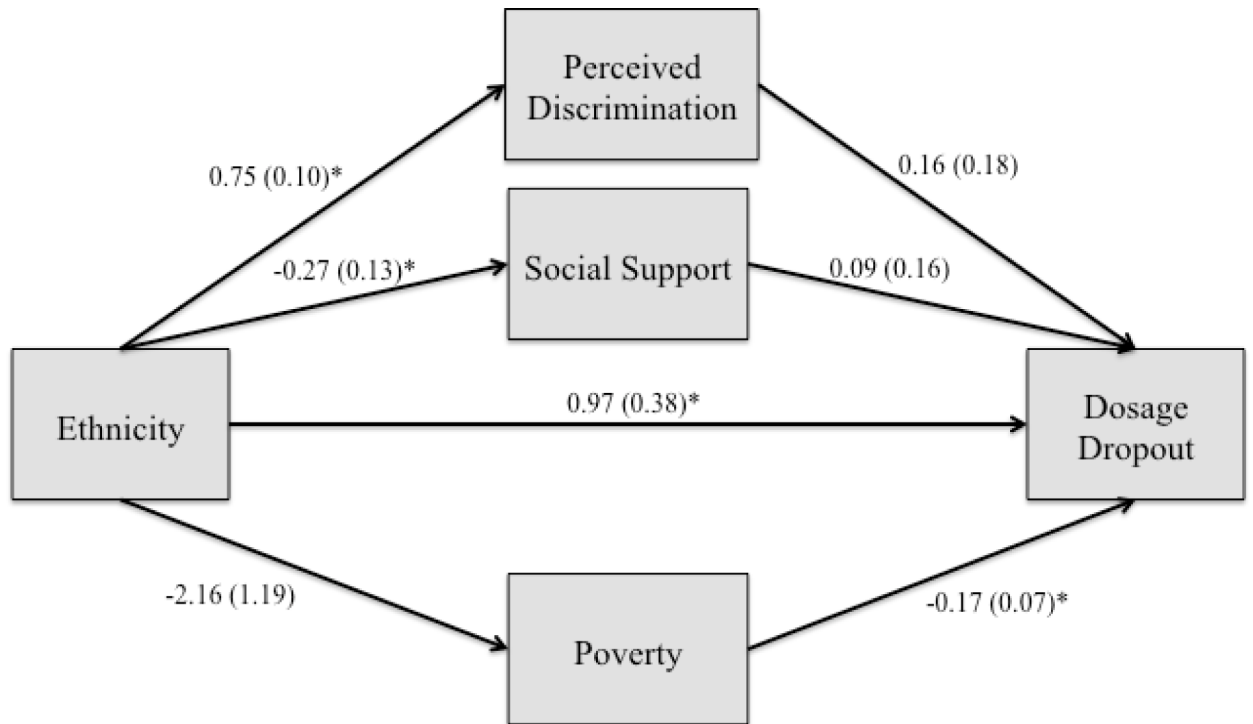 Perceived
Discrimination
0.75 (0.10)*
0.16 (0.18)
Social Support
-0.27 (0.13)*
0.09 (0.16)
Ethnicity
0.97 (0.38)*
Dosage
Dropout
-2.16 (1.19)
-0.17 (0.07)*
Poverty